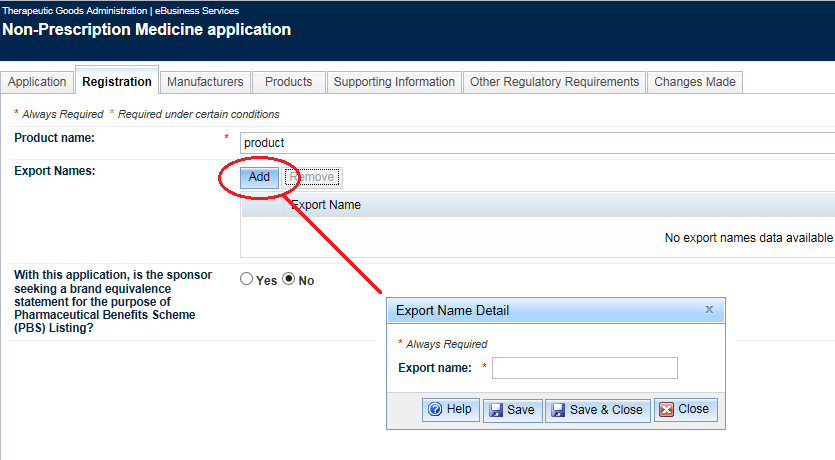 Therapeutic Goods Administration | eBusiness Services
Non-Prescription Medicine application
Application Registration Manufacturers Products Supporting Information Other Regulatory Requirements Changes Made
* Always Required * Required under certain conditions
Product name: * product
Export Names: Add Remove
Export Name
No export names data available
With this application, is the sponsor
seeking a brand equivalence
statement for the purpose of
Pharmaceutical Benefits Scheme
(PBS) Listing?
Yes No
Export Name Detail x
* Always Required
Export name: *
Help Save Save & Close Close